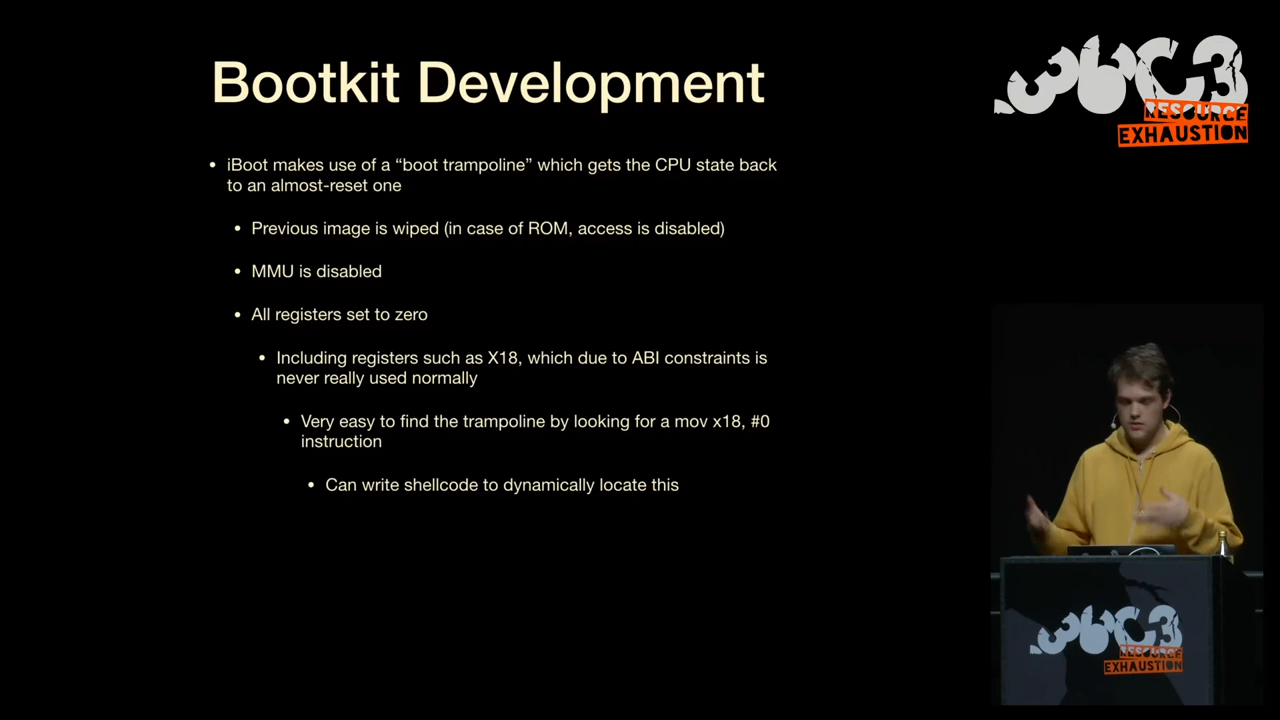 Bootkit Development
36C3
RESOURCE
EXHAUSTION
• iBoot makes use of a “boot trampoline” which gets the CPU state back
to an almost-reset one
• Previous image is wiped (in case of ROM, access is disabled)
• MMU is disabled
• All registers set to zero
• Including registers such as X18, which due to ABI constraints is
never really used normally
• Very easy to find the trampoline by looking for a mov x18, #0
instruction
• Can write shellcode to dynamically locate this
36C3
RESOURCE
EXHAUSTION